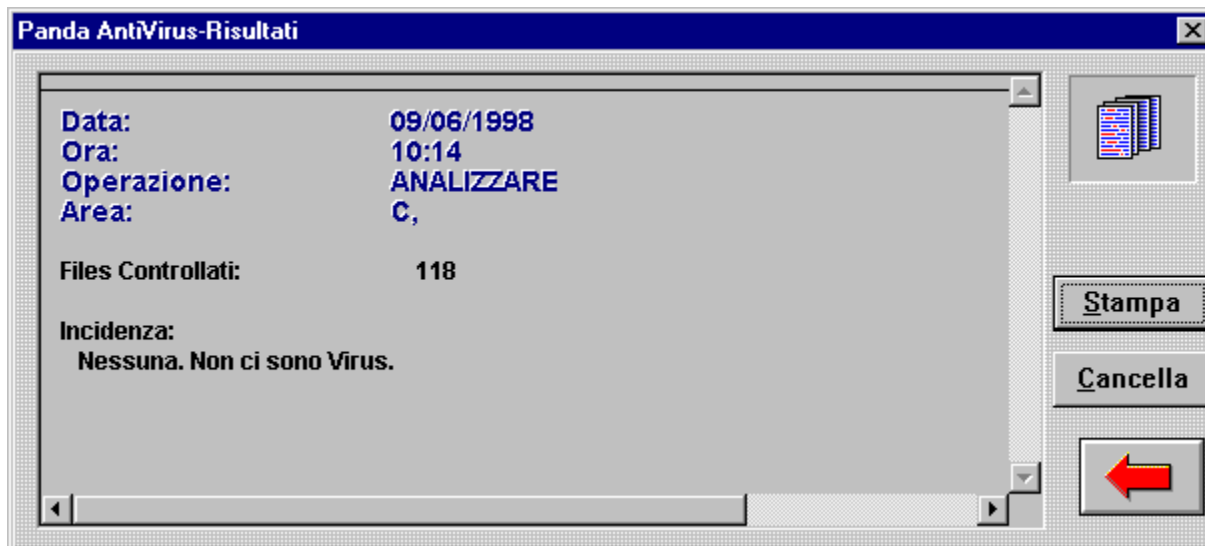 Panda AntiVirus-Risultati
Data: 09/06/1998
Ora: 10:14
Operazione: ANALIZZARE
Area: C,
Files Controllati: 118
Incidenza:
Nessuna. Non ci sono Virus.
Stampa
Cancella